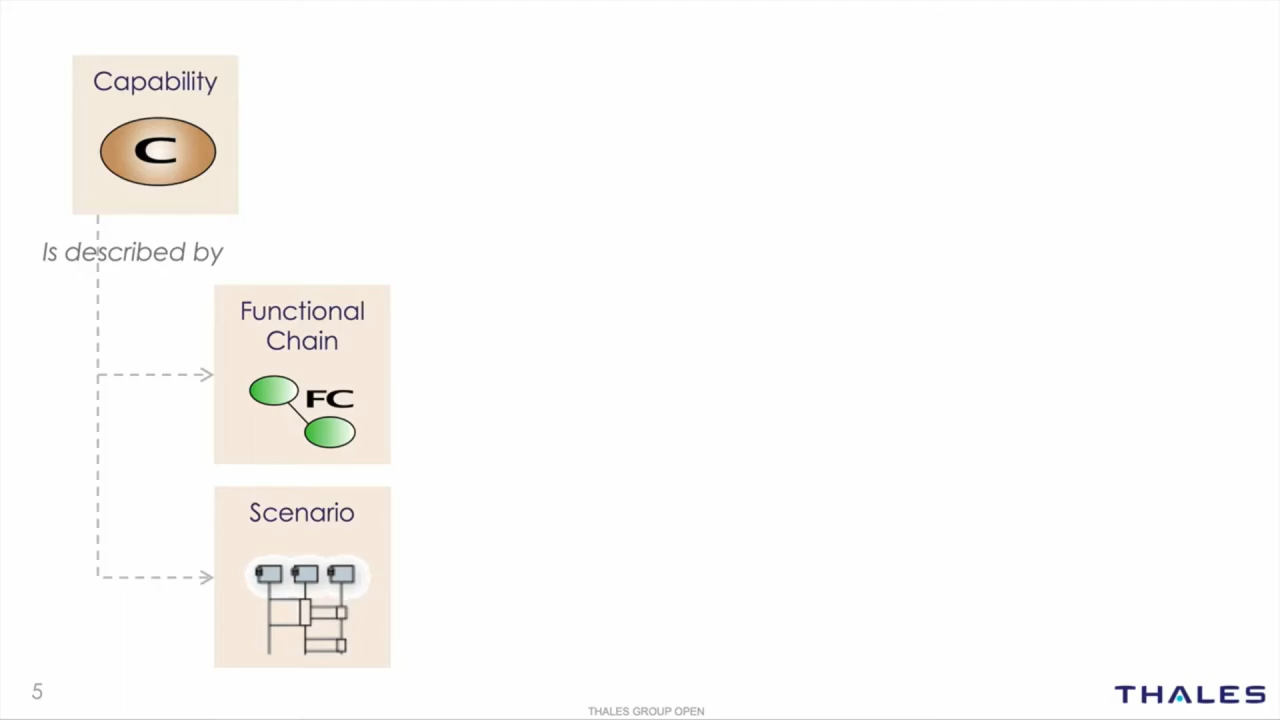 Capability
C
Is described by
Functional
Chain
FC
Scenario
5
THALES GROUP OPEN
THALES